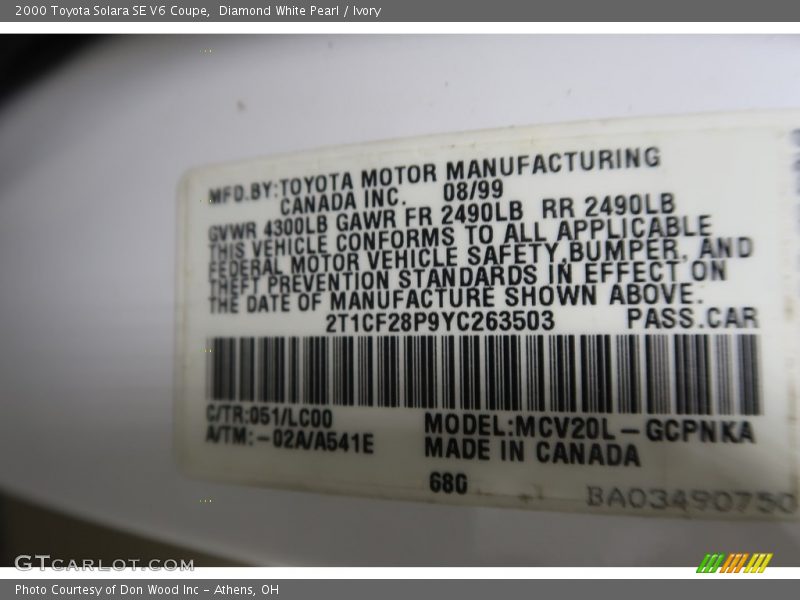 2000 Toyota Solara SE V6 Coupe,  Diamond White Pearl / Ivory
MFD.BY:TOYOTA MOTOR MANUFACTURING
CANADA INC. 08/99
GVWR 4300LB GAWR FR 2490LB RR 2490LB
THIS VEHICLE CONFORMS TO ALL APPLICABLE
FEDERAL MOTOR VEHICLE SAFETY,BUMPER, AND
THEFT PREVENTION STANDARDS IN EFFECT ON
THE DATE OF MANUFACTURE SHOWN ABOVE.
2T1CF28P9YC263503 PASS.CAR
C/TR:051/LC00
A/TM:-02A/A541E
MODEL:MCV20L-GCPNKA
MADE IN CANADA
680
BA03490750
GTCARLOT.COM
Photo Courtesy of Don Wood Inc - Athens, OH